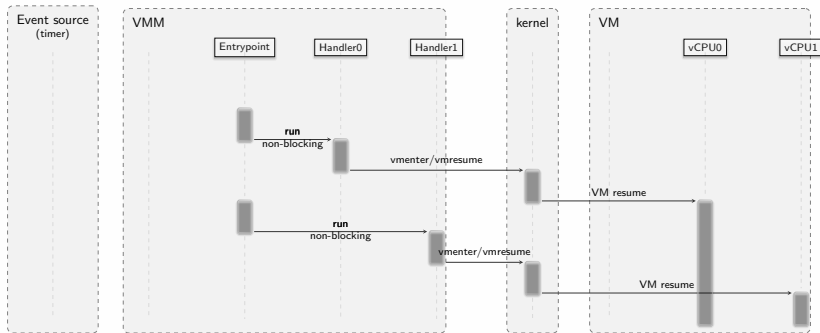 Event source
(timer)
VMM
kernel
VM
Entrypoint
Handler0
Handler1
vCPU0
vCPU1
run
non-blocking
vmenter/vmresume
VM resume
run
non-blocking
vmenter/vmresume
VM resume